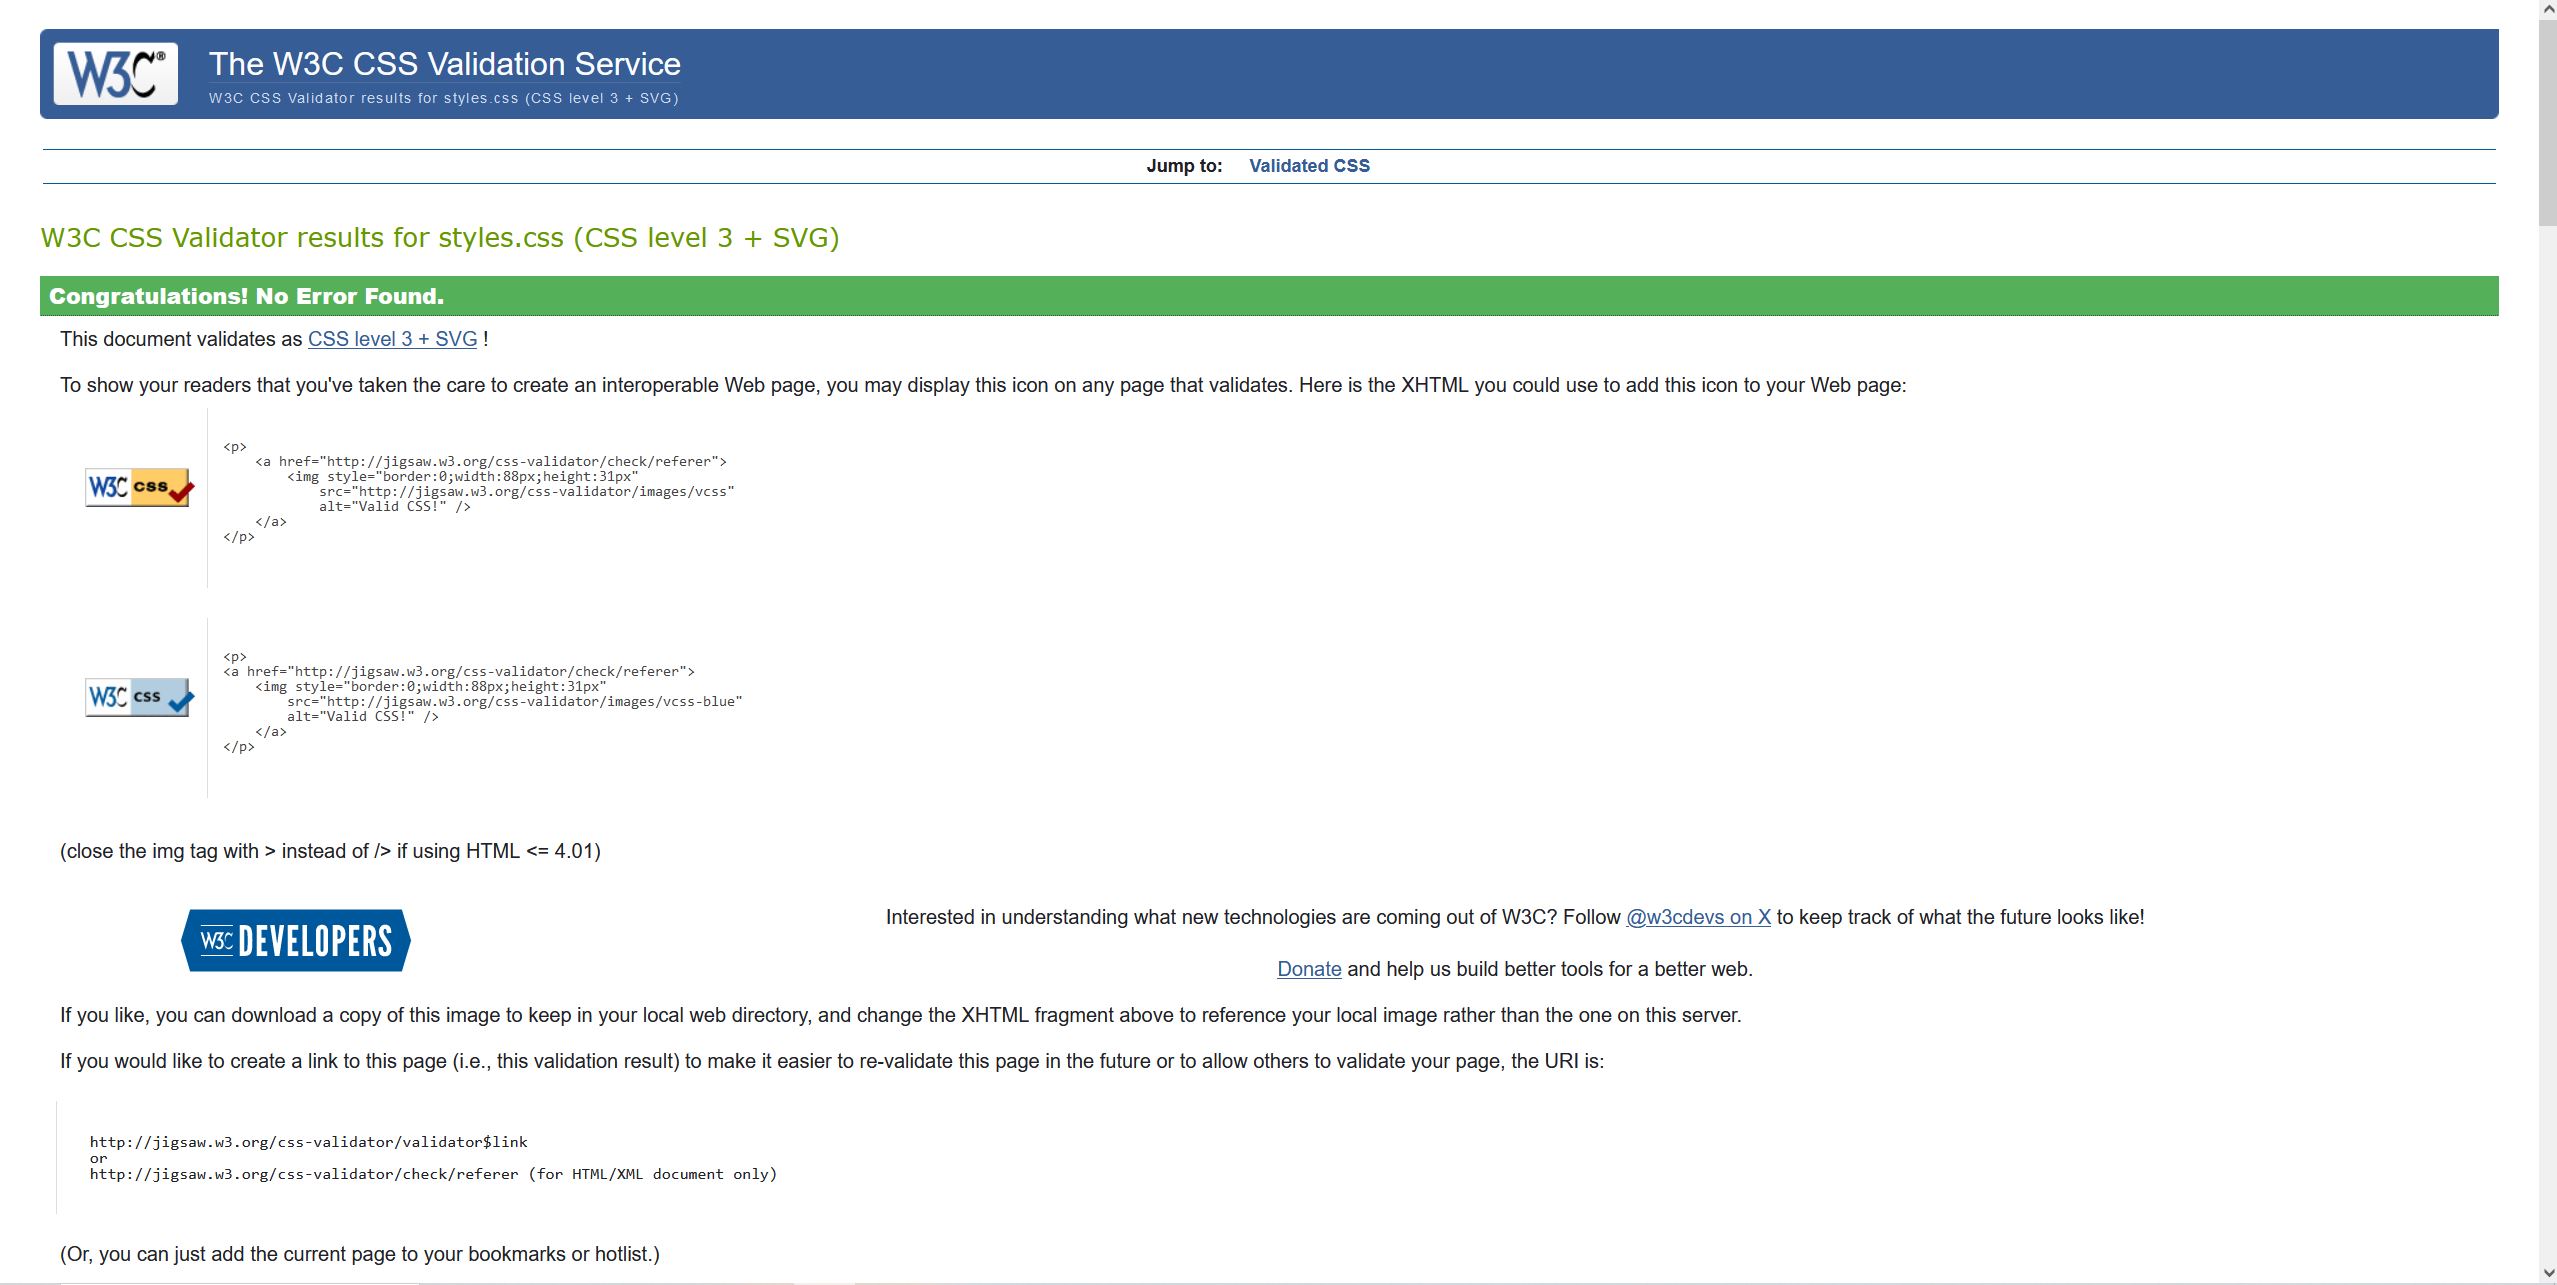 W3C®
The W3C CSS Validation Service
W3C CSS Validator results for styles.css (CSS level 3 + SVG)
Jump to: Validated CSS
W3C CSS Validator results for styles.css (CSS level 3 + SVG)
Congratulations! No Error Found.
This document validates as CSS level 3 + SVG !
To show your readers that you've taken the care to create an interoperable Web page, you may display this icon on any page that validates. Here is the XHTML you could use to add this icon to your Web page:
W3C css
<p>
<a href="http://jigsaw.w3.org/css-validator/check/referer">
<img style="border:0;width:88px;height:31px"
src="http://jigsaw.w3.org/css-validator/images/vcss"
alt="Valid CSS!" />
</a>
</p>
W3C css
<p>
<a href="http://jigsaw.w3.org/css-validator/check/referer">
<img style="border:0;width:88px;height:31px"
src="http://jigsaw.w3.org/css-validator/images/vcss-blue"
alt="Valid CSS!" />
</a>
</p>
(close the img tag with > instead of /> if using HTML <= 4.01)
W3C DEVELOPERS
Interested in understanding what new technologies are coming out of W3C? Follow @w3cdevs on X to keep track of what the future looks like!
Donate and help us build better tools for a better web.
If you like, you can download a copy of this image to keep in your local web directory, and change the XHTML fragment above to reference your local image rather than the one on this server.
If you would like to create a link to this page (i.e., this validation result) to make it easier to re-validate this page in the future or to allow others to validate your page, the URI is:
http://jigsaw.w3.org/css-validator/validator$link
or
http://jigsaw.w3.org/css-validator/check/referer (for HTML/XML document only)
(Or, you can just add the current page to your bookmarks or hotlist.)